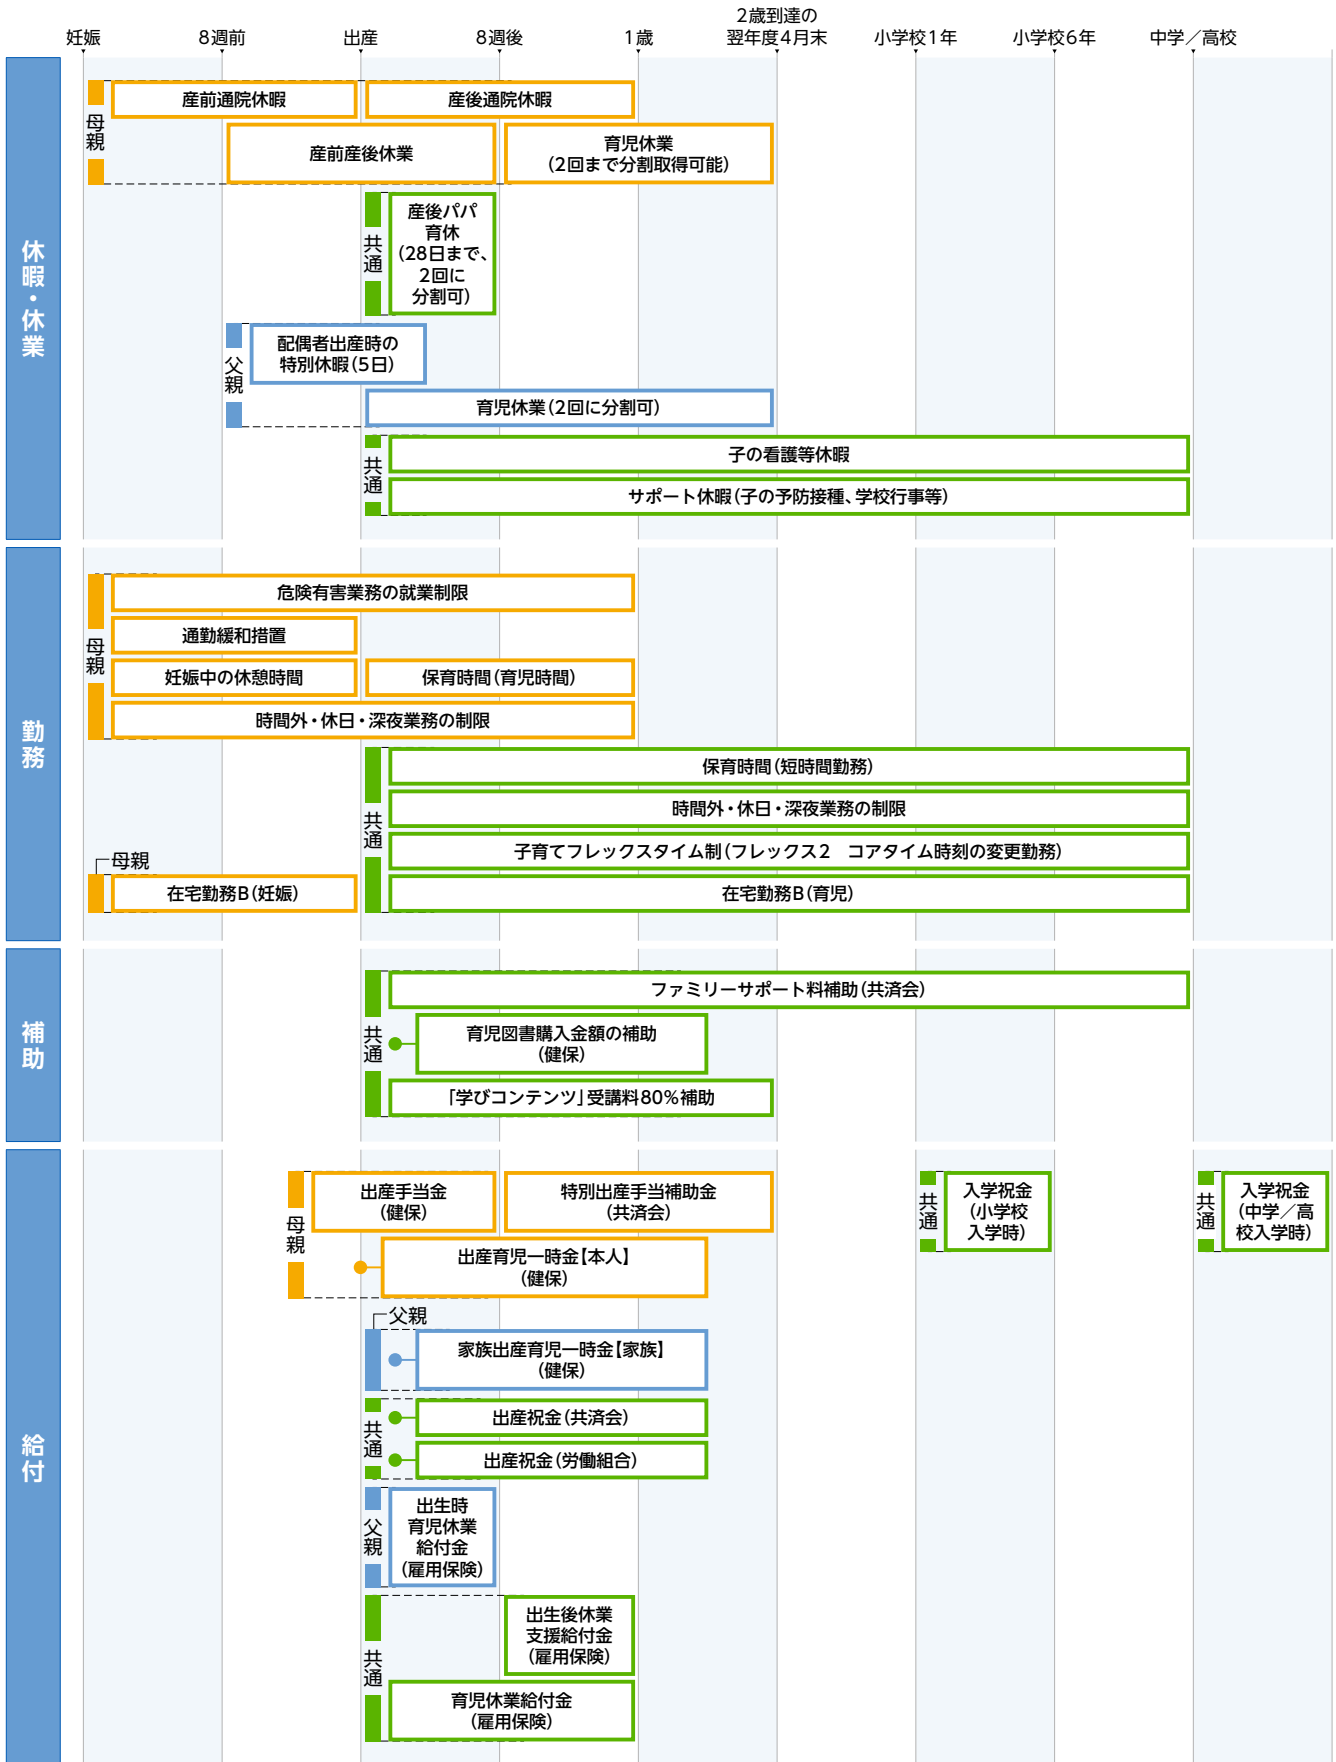 妊娠
8週前
出産
8週後
1歳
2歳到達の
翌年度4月末
小学校1年
小学校6年
中学／高校
休暇・休業
母親
産前通院休暇
産後通院休暇
産前産後休業
育児休業
(2回まで分割取得可能)
共通
産後パパ
育休
(28日まで、
2回に
分割可)
父親
配偶者出産時の
特別休暇(5日)
育児休業(2回に分割可)
共通
子の看護等休暇
サポート休暇(子の予防接種、学校行事等)
勤務
母親
危険有害業務の就業制限
通勤緩和措置
妊娠中の休憩時間
保育時間(育児時間)
時間外・休日・深夜業務の制限
共通
保育時間(短時間勤務)
時間外・休日・深夜業務の制限
子育てフレックスタイム制(フレックス2　コアタイム時刻の変更勤務)
母親
在宅勤務B(妊娠)
在宅勤務B(育児)
補助
共通
ファミリーサポート料補助(共済会)
育児図書購入金額の補助
(健保)
「学びコンテンツ」受講料80%補助
給付
母親
出産手当金
(健保)
特別出産手当補助金
(共済会)
出産育児一時金【本人】
(健保)
共通
入学祝金
(小学校
入学時)
共通
入学祝金
(中学／高
校入学時)
父親
家族出産育児一時金【家族】
(健保)
共通
出産祝金(共済会)
出産祝金(労働組合)
父親
出生時
育児休業
給付金
(雇用保険)
共通
出生後休業
支援給付金
(雇用保険)
育児休業給付金
(雇用保険)